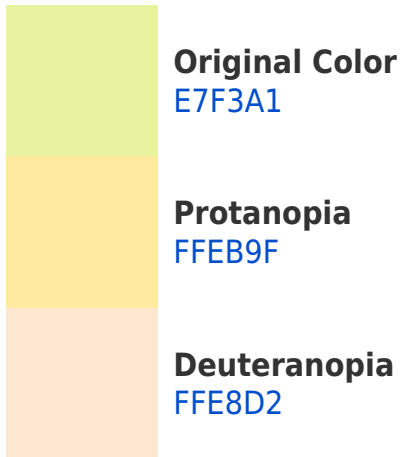 Original Color
E7F3A1
Protanopia
FFEB9F
Deuteranopia
FFE8D2